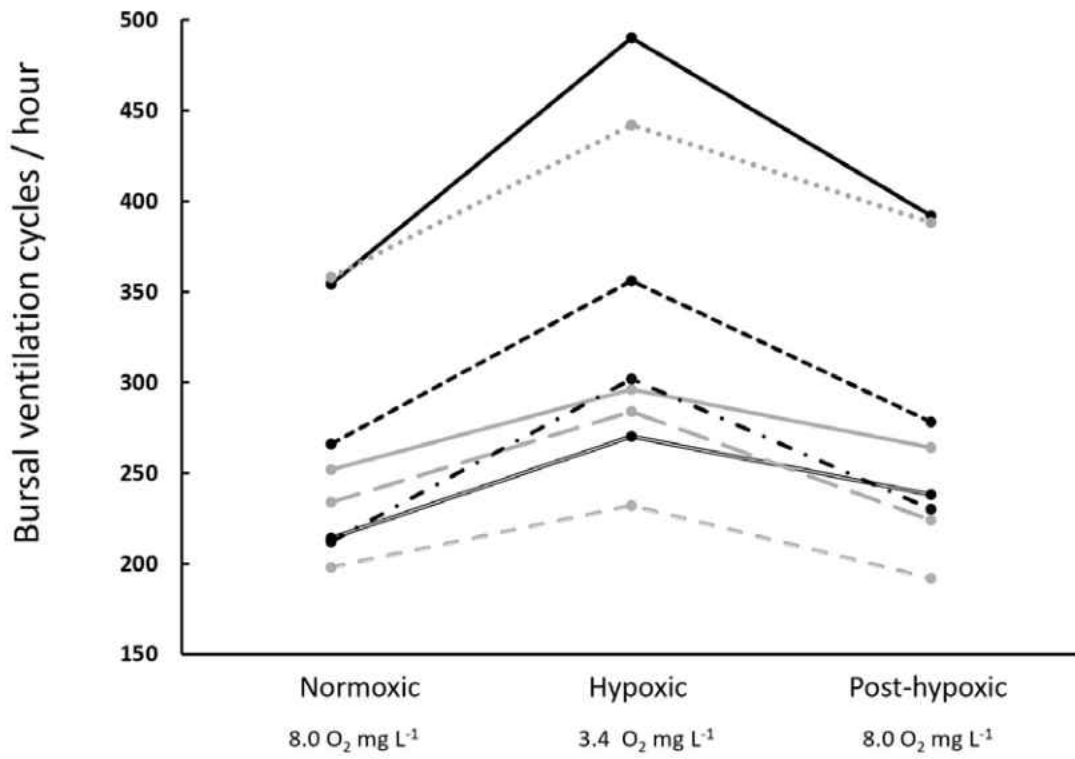 Bursal ventilation cycles / hour
500
450
400
350
300
250
200
150
Normoxic Hypoxic Post-hypoxic
8.0 O₂ mg L⁻¹ 3.4 O₂ mg L⁻¹ 8.0 O₂ mg L⁻¹